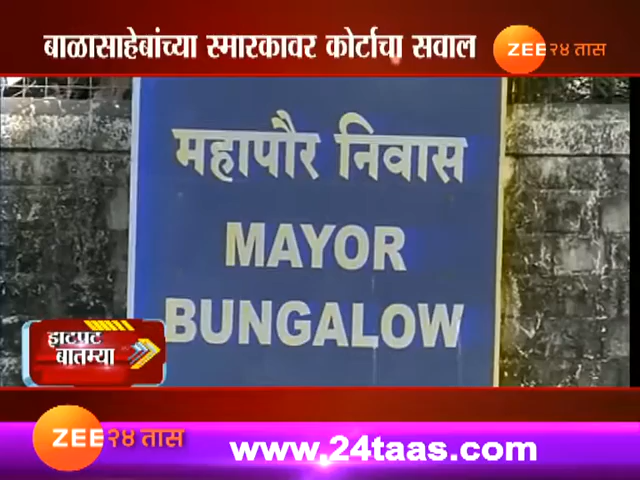 बाळासाहेबांच्या स्मारकावर कोर्टाचा सवाल
ZEE २४ तास
महापौर निवास
MAYOR
BUNGALOW
झटपट
बातम्या
ZEE २४ तास
www.24taas.com